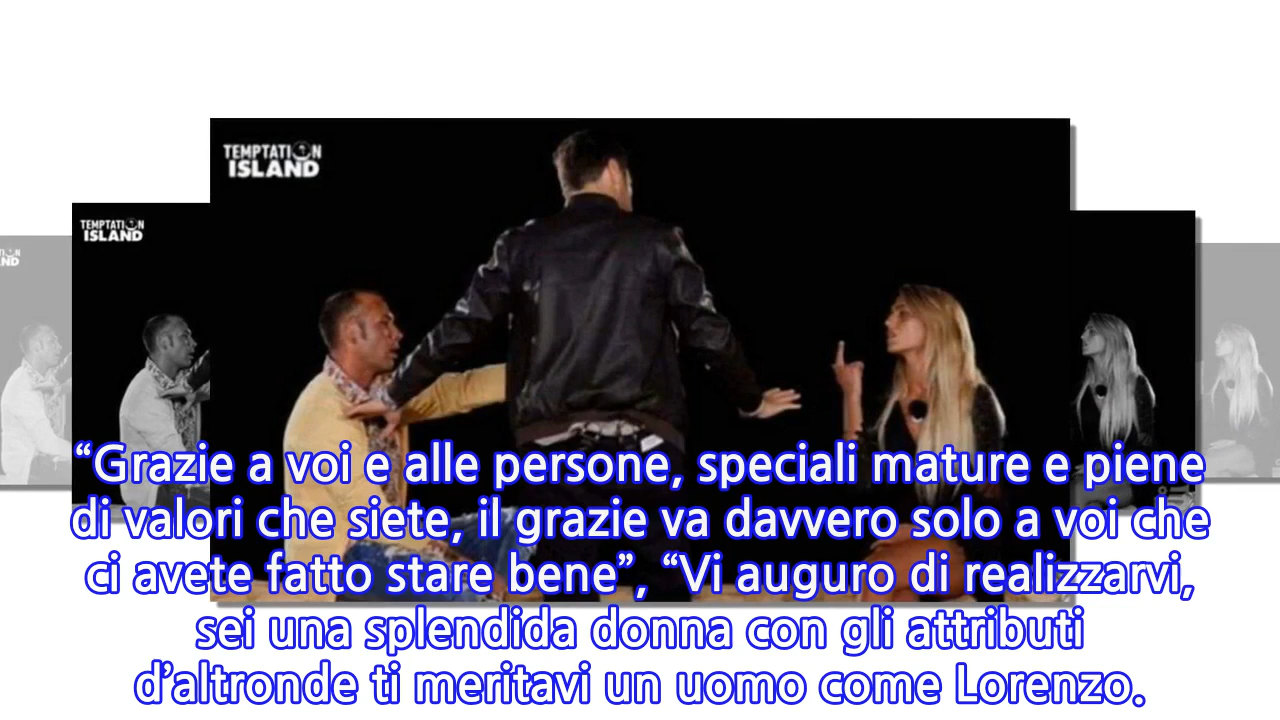 TEMPTATION
ISLAND
TEMPTATION
ISLAND
ON
ND
“Grazie a voi e alle persone, speciali mature e piene
di valori che siete, il grazie va davvero solo a voi che
ci avete fatto stare bene”, “Vi auguro di realizzarvi,
sei una splendida donna con gli attributi
d’altronde ti meritavi un uomo come Lorenzo.